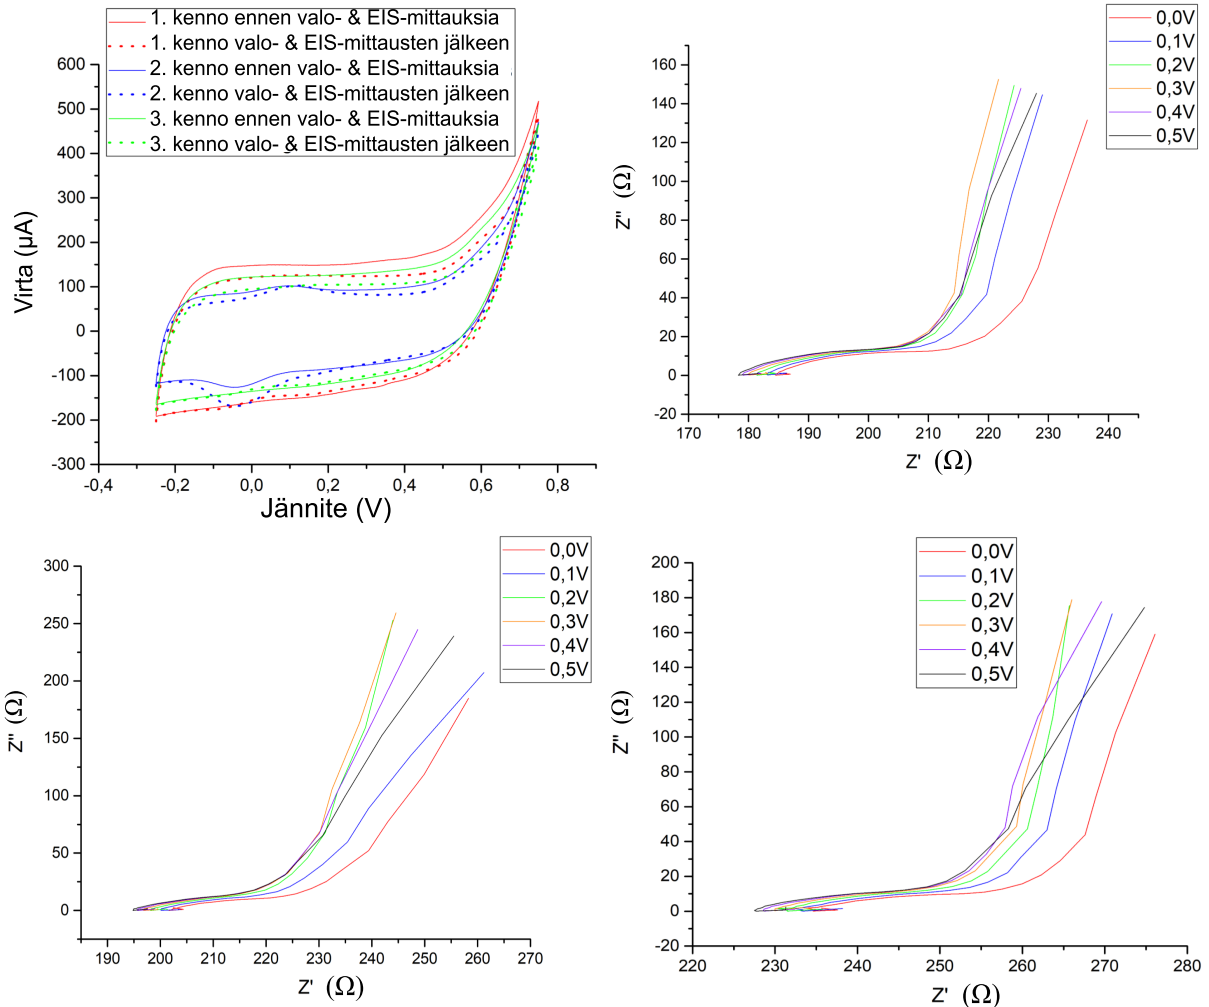 1. kenno ennen valo- & EIS-mittauksia
1. kenno valo- & EIS-mittausten jälkeen
2. kenno ennen valo- & EIS-mittauksia
2. kenno valo- & EIS-mittausten jälkeen
3. kenno ennen valo- & EIS-mittauksia
3. kenno valo- & EIS-mittausten jälkeen
600
500
400
300
200
100
0
-100
-200
-300
Virta (µA)
-0,4
-0,2
0,0
0,2
0,4
0,6
0,8
Jännite (V)
0,0V
0,1V
0,2V
0,3V
0,4V
0,5V
160
140
120
100
80
60
40
20
0
-20
Z'' (Ω)
170
180
190
200
210
220
230
240
Z' (Ω)
0,0V
0,1V
0,2V
0,3V
0,4V
0,5V
300
250
200
150
100
50
0
Z'' (Ω)
190
200
210
220
230
240
250
260
270
Z' (Ω)
0,0V
0,1V
0,2V
0,3V
0,4V
0,5V
200
180
160
140
120
100
80
60
40
20
0
-20
Z'' (Ω)
220
230
240
250
260
270
280
Z' (Ω)